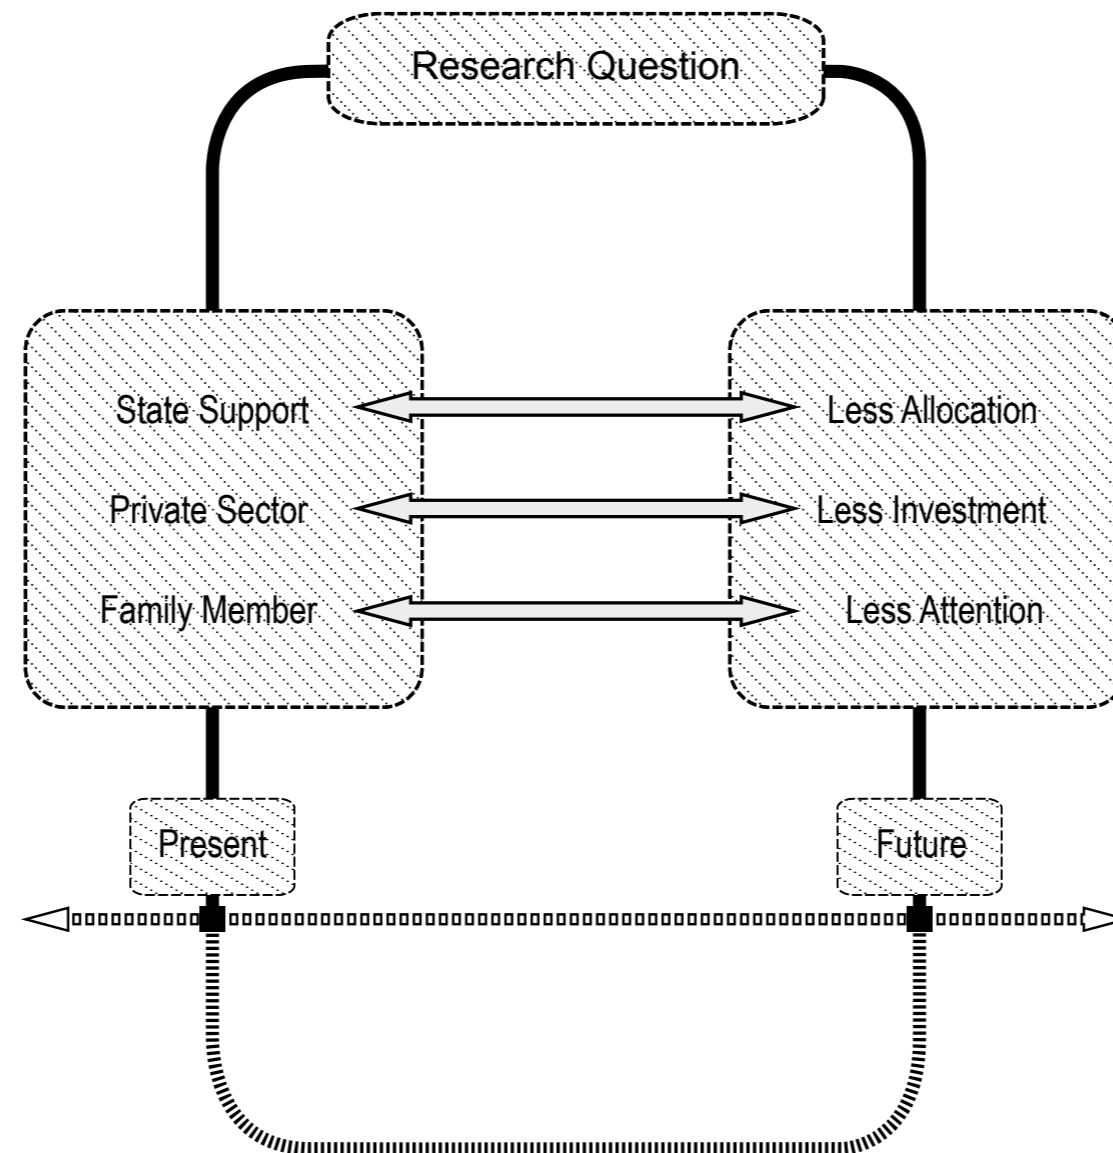 Research Question
State Support
Less Allocation
Private Sector
Less Investment
Family Member
Less Attention
Present
Future